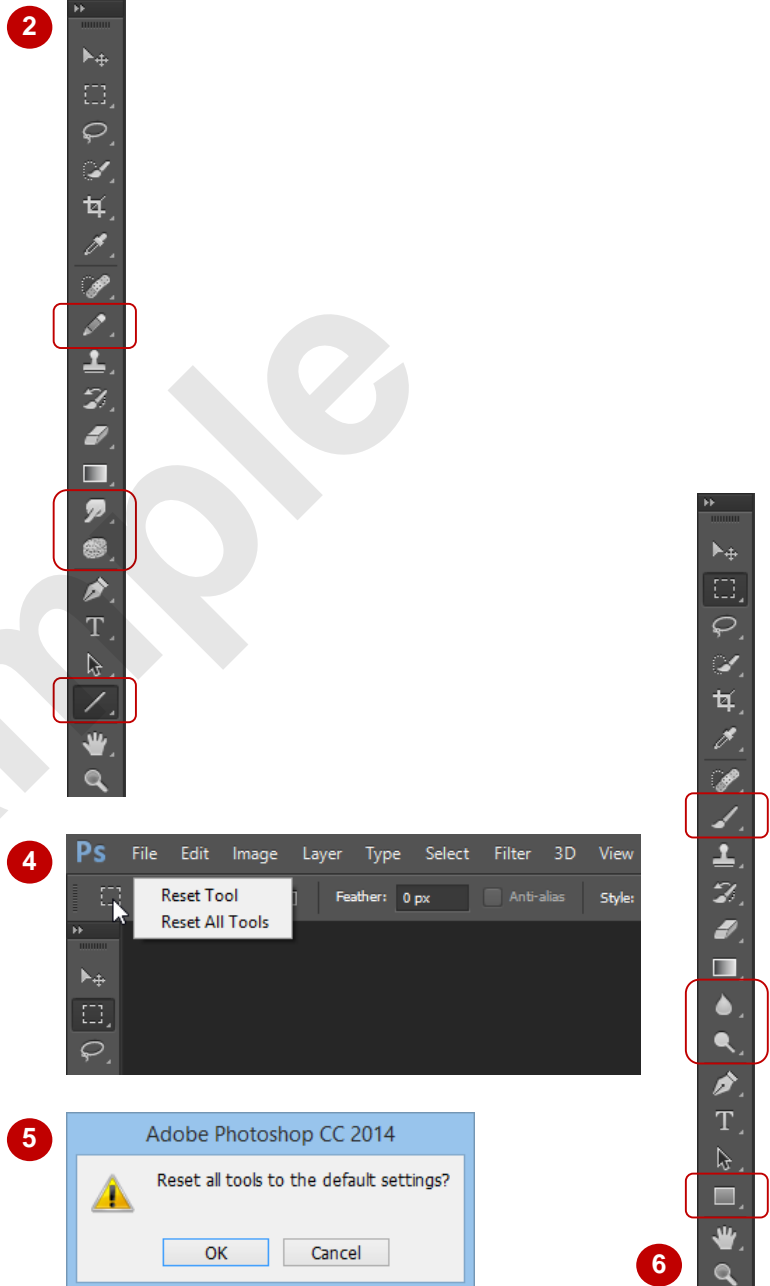 2
4
Ps File Edit Image Layer Type Select Filter 3D View
Reset Tool
Reset All Tools
Feather: 0 px Anti-alias Style:
5
Adobe Photoshop CC 2014
Reset all tools to the default settings?
OK Cancel
6